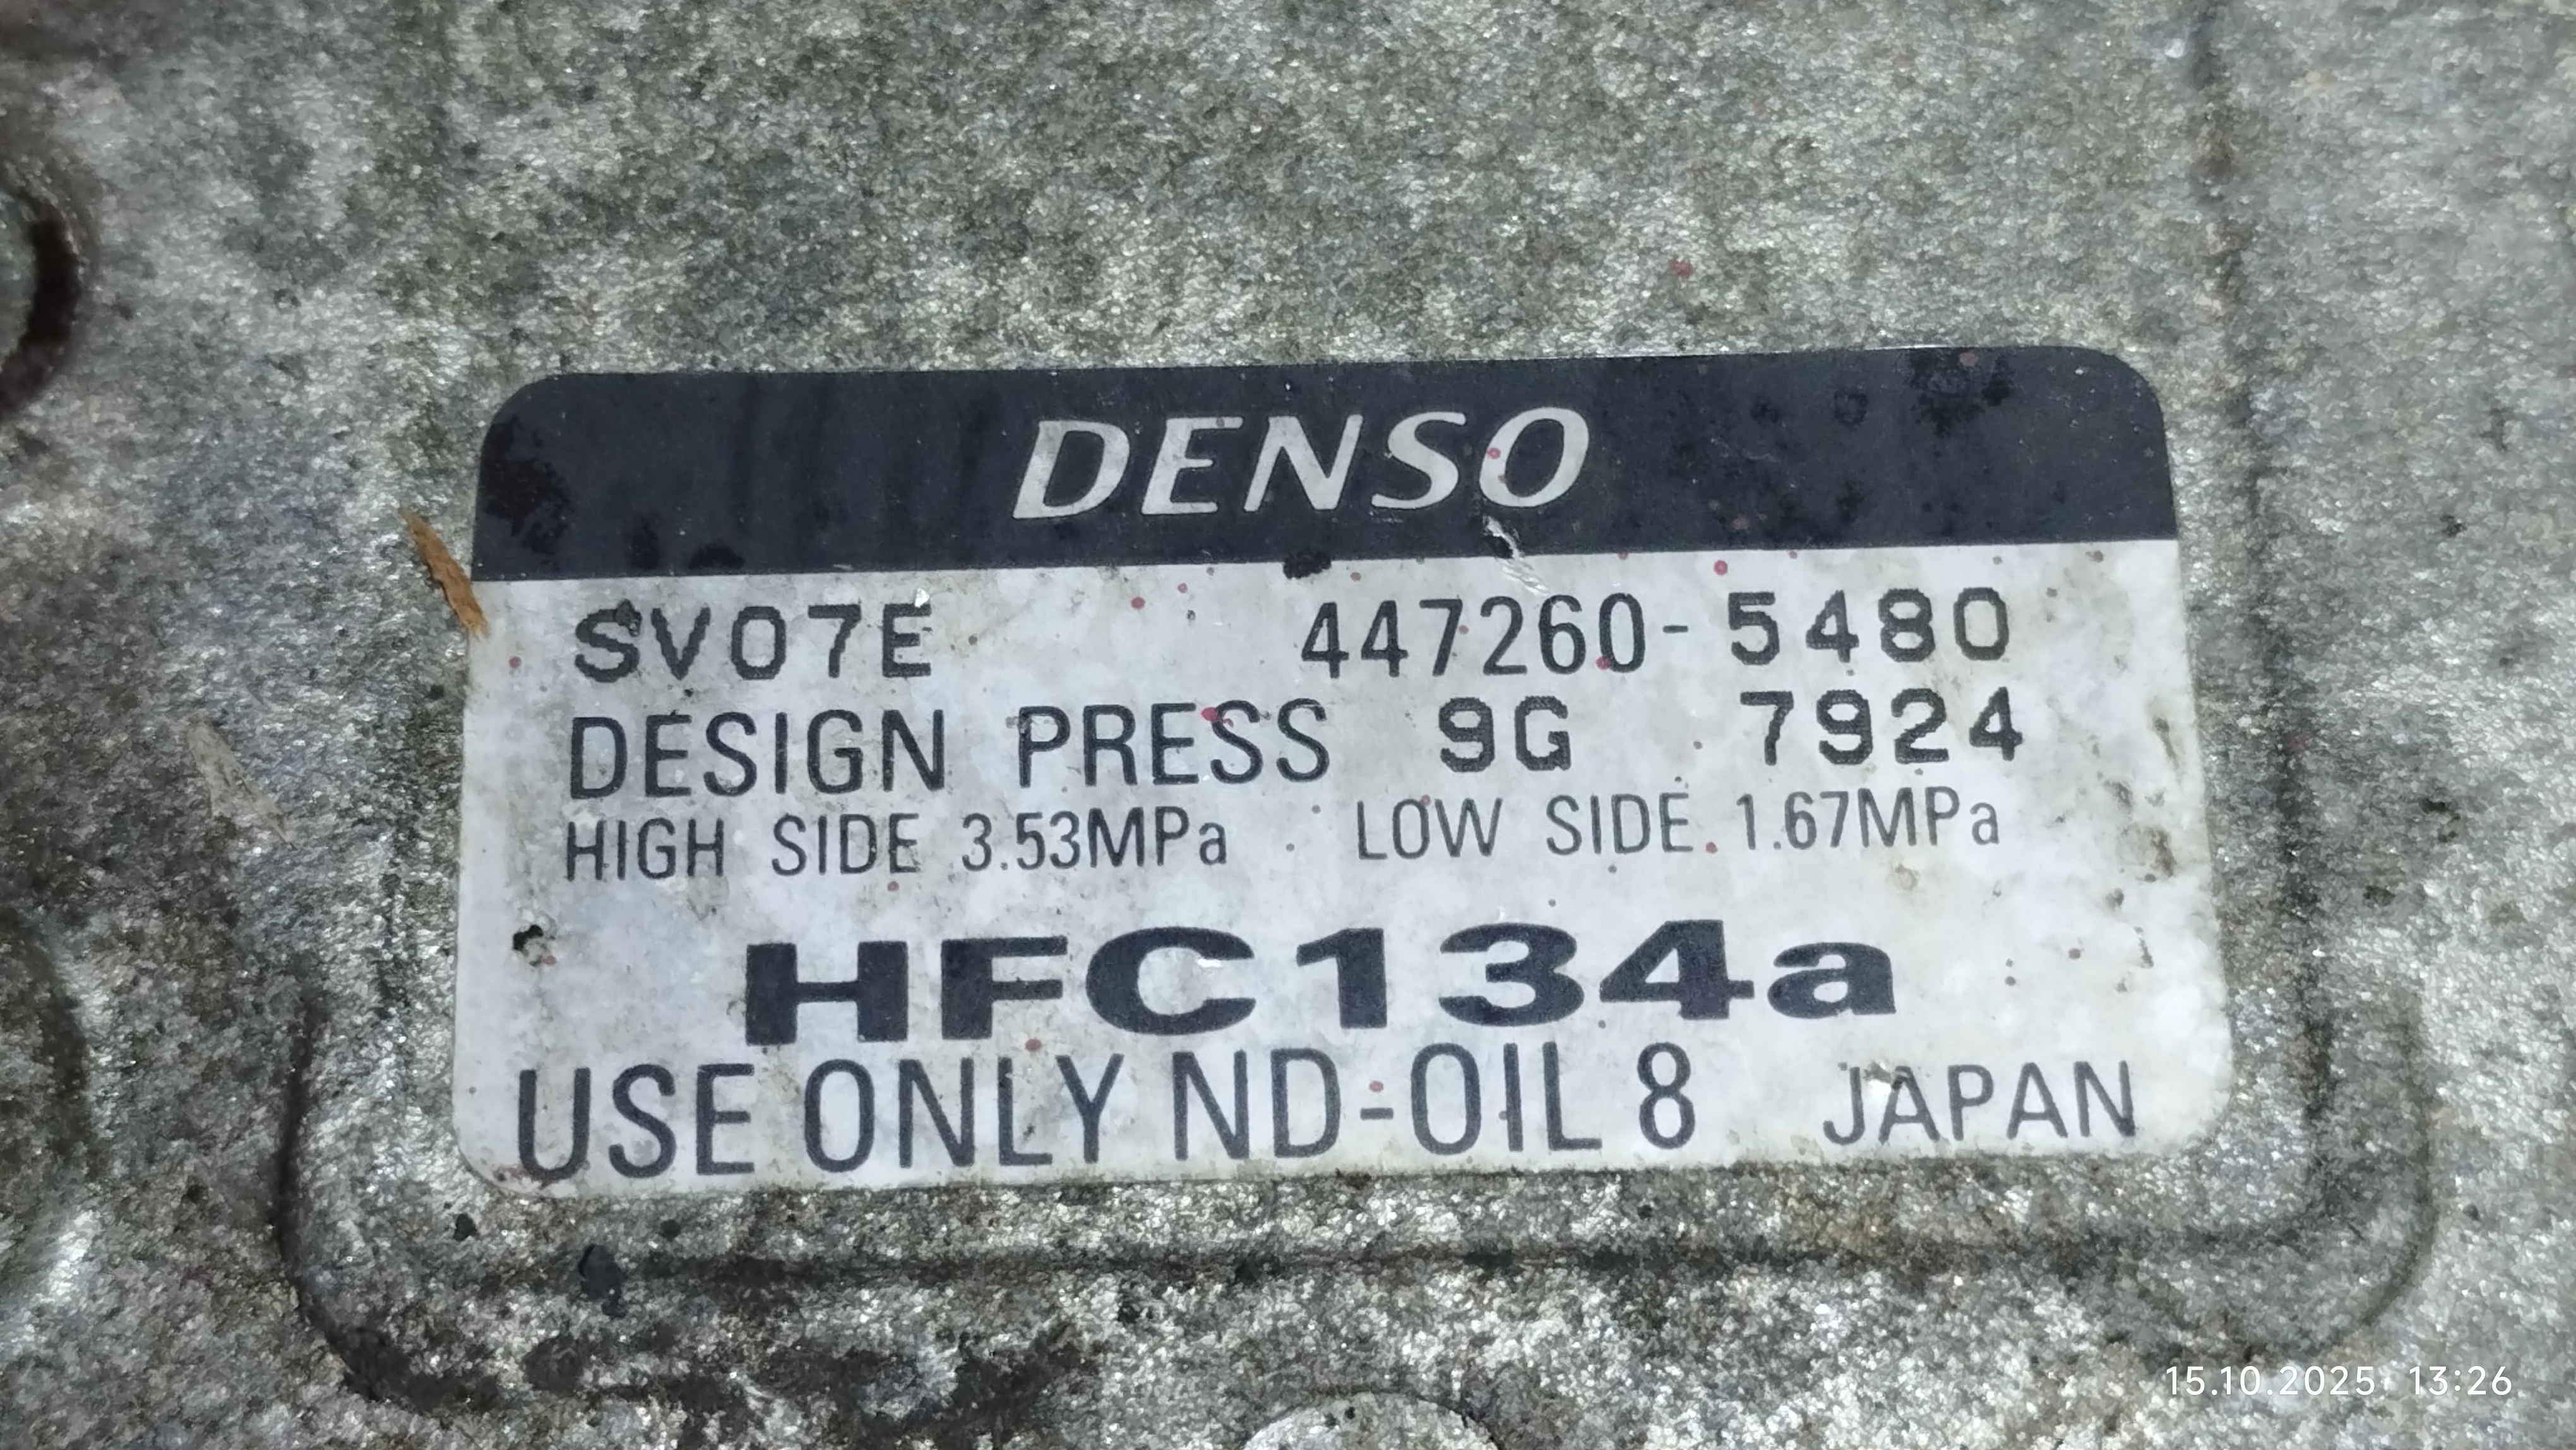 DENSO
SV07E 447260-5480
DESIGN PRESS 9G 7924
HIGH SIDE 3.53MPa LOW SIDE 1.67MPa
HFC134a
USE ONLY ND-OIL 8 JAPAN
15.10.2025 13:26